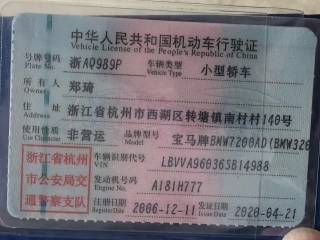 中华人民共和国机动车行驶证
Vehicle License of the People's Republic of China
号牌号码 浙AQ989P 车辆类型 小型轿车
Plate No. Vehicle Type
所有人 郑琦
Owner
住址 浙江省杭州市西湖区转塘镇南村村140号
Address
使用性质 非营运 品牌型号 宝马牌BMW7200AD(BMW320
Use Character Model
浙江省杭州市公安局交通警察支队
车辆识别代号 LBVVA960365B14988
VIN
发动机号码 A181H777
Engine No.
注册日期 2006-12-11 发证日期 2020-04-21
Register Date Issue Date